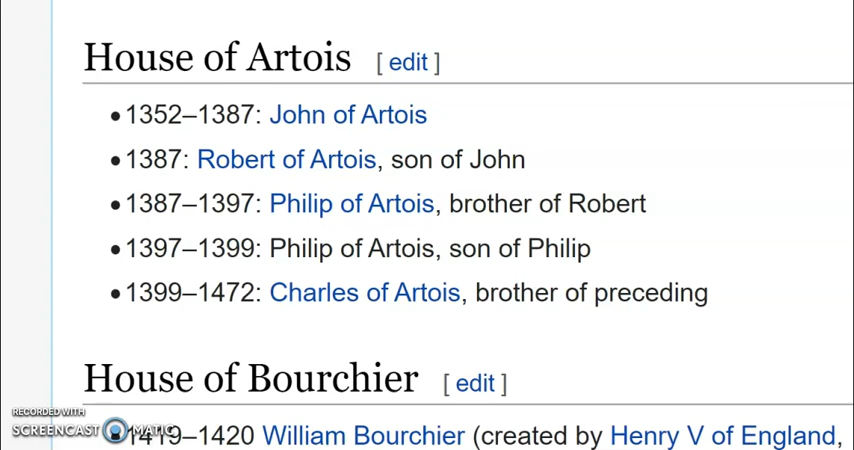 House of Artois [ edit ]
•1352–1387: John of Artois
•1387: Robert of Artois, son of John
•1387–1397: Philip of Artois, brother of Robert
•1397–1399: Philip of Artois, son of Philip
•1399–1472: Charles of Artois, brother of preceding
House of Bourchier [ edit ]
RECORDED WITH
SCREENCAST MATIC
1419–1420 William Bourchier (created by Henry V of England,